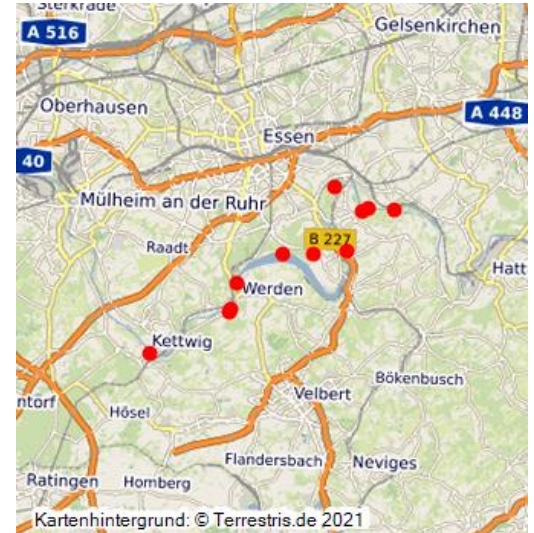 Sterkrade
Gelsenkirchen
A 516
Oberhausen
A 448
Essen
40
Mülheim an der Ruhr
B 227
Raadt
Hatt
Werden
Kettwig
Bökenbusch
Velbert
ntorf
Hösel
Flandersbach
Neviges
Ratingen
Homberg
Kartenhintergrund: © Terrestris.de 2021